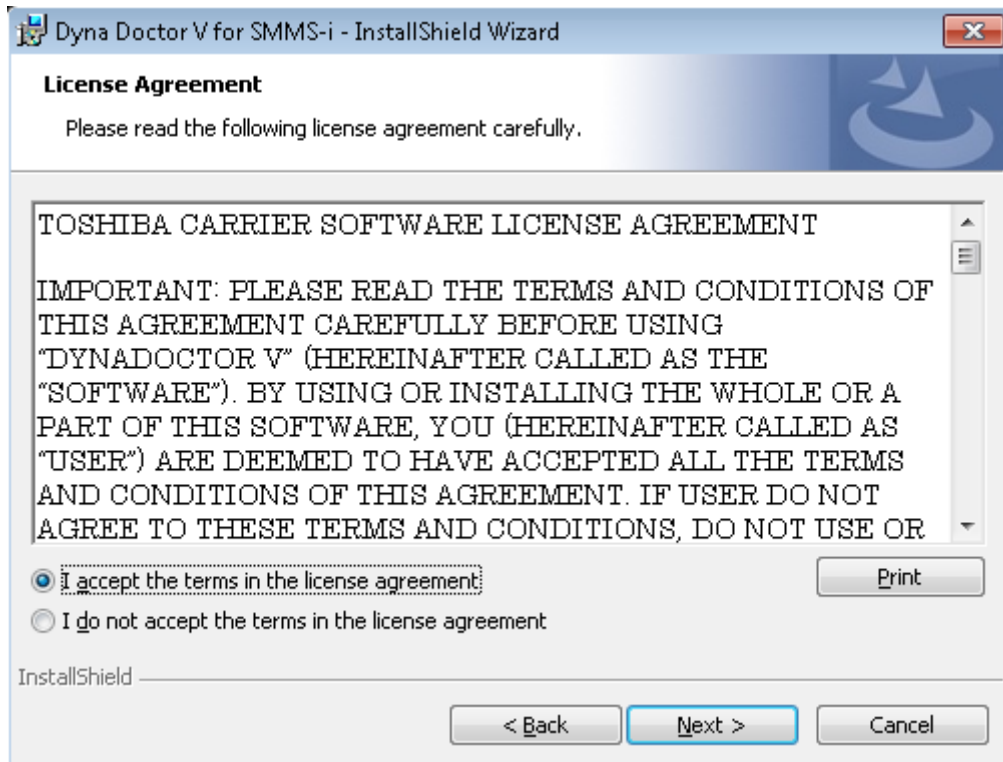 Dyna Doctor V for SMMS-i - InstallShield Wizard
License Agreement
Please read the following license agreement carefully.
TOSHIBA CARRIER SOFTWARE LICENSE AGREEMENT
IMPORTANT: PLEASE READ THE TERMS AND CONDITIONS OF
THIS AGREEMENT CAREFULLY BEFORE USING
"DYNADOCTOR V" (HEREINAFTER CALLED AS THE
"SOFTWARE"). BY USING OR INSTALLING THE WHOLE OR A
PART OF THIS SOFTWARE, YOU (HEREINAFTER CALLED AS
"USER") ARE DEEMED TO HAVE ACCEPTED ALL THE TERMS
AND CONDITIONS OF THIS AGREEMENT. IF USER DO NOT
AGREE TO THESE TERMS AND CONDITIONS, DO NOT USE OR
I accept the terms in the license agreement
Print
I do not accept the terms in the license agreement
InstallShield
< Back
Next >
Cancel